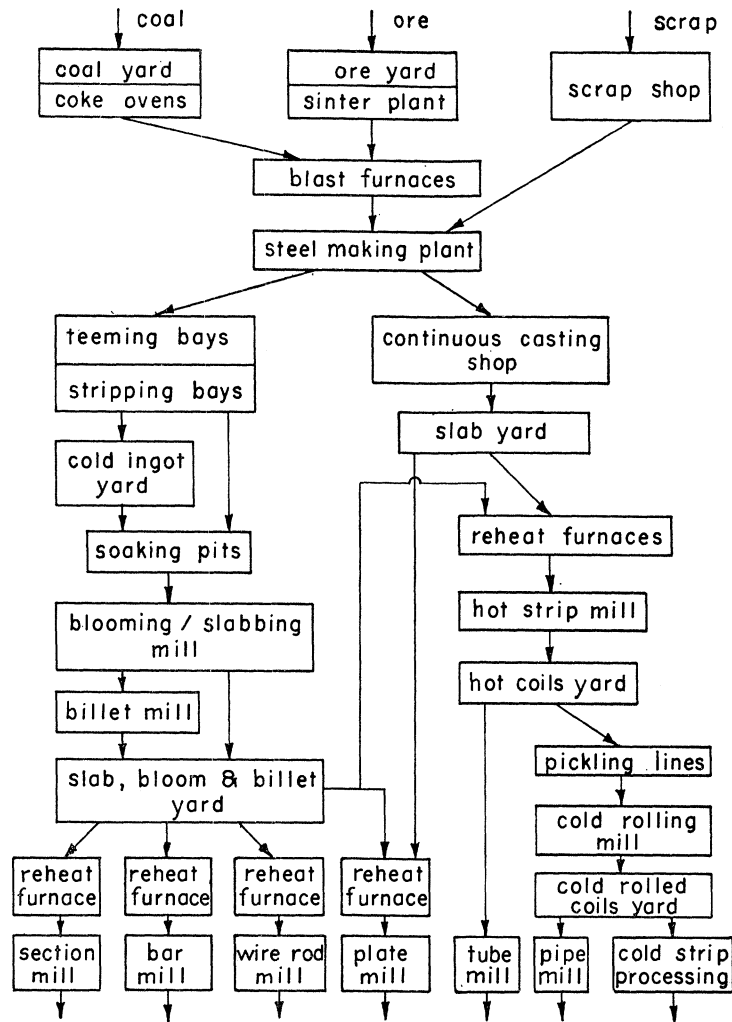 coal
ore
scrap
coal yard
coke ovens
ore yard
sinter plant
scrap shop
blast furnaces
steel making plant
teeming bays
stripping bays
continuous casting
shop
cold ingot
yard
slab yard
soaking pits
reheat furnaces
blooming / slabbing
mill
hot strip mill
billet mill
hot coils yard
slab, bloom & billet
yard
pickling lines
cold rolling
mill
reheat
furnace
reheat
furnace
reheat
furnace
reheat
furnace
cold rolled
coils yard
section
mill
bar
mill
wire rod
mill
plate
mill
tube
mill
pipe
mill
cold strip
processing